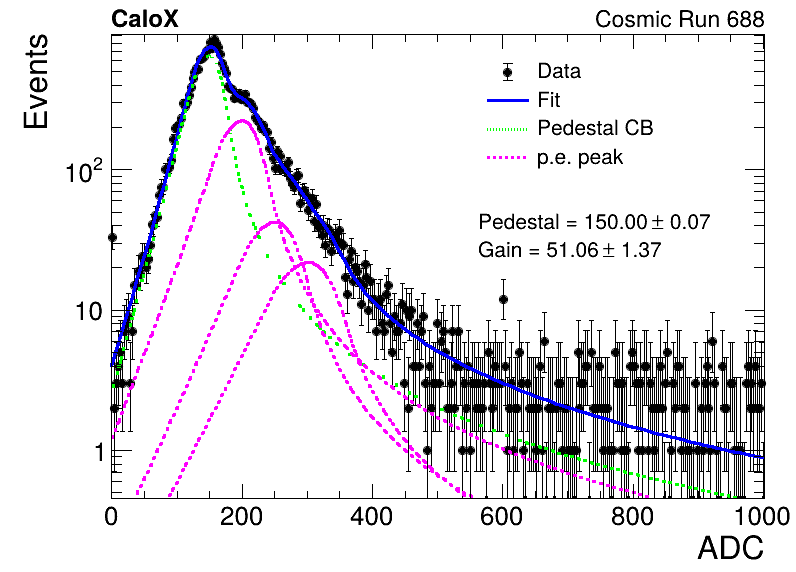 CaloX Cosmic Run 688
Events
Data
Fit
Pedestal CB
p.e. peak
Pedestal = 150.00 ± 0.07
Gain = 51.06 ± 1.37
10²
10
1
0 200 400 600 800 1000
ADC